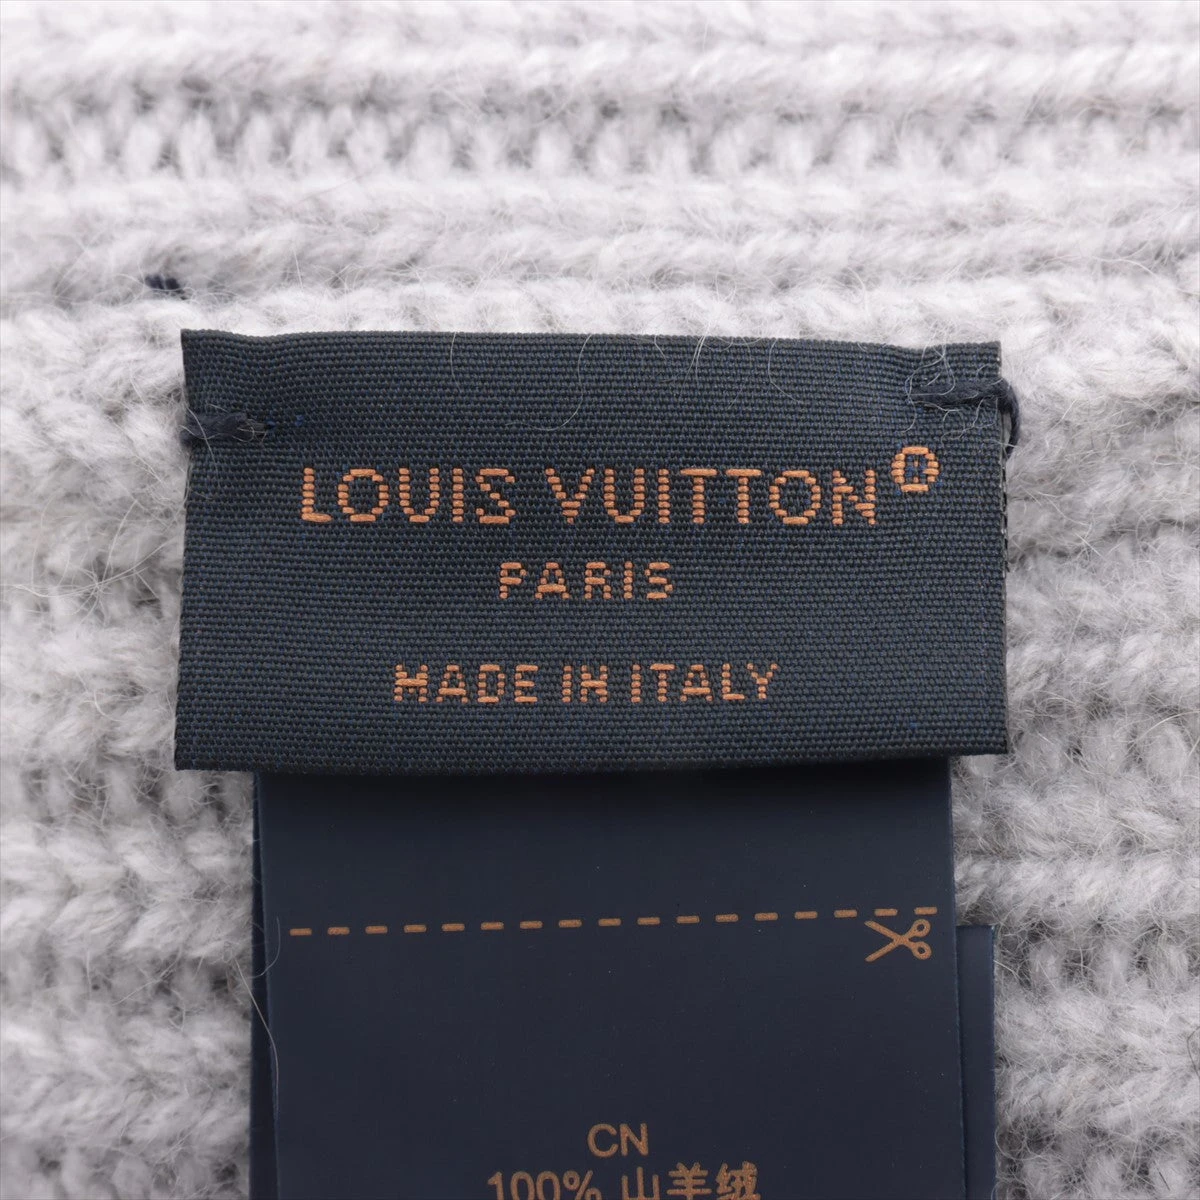 LOUIS VUITTON®
PARIS
MADE IN ITALY
CN
100% 山羊绒